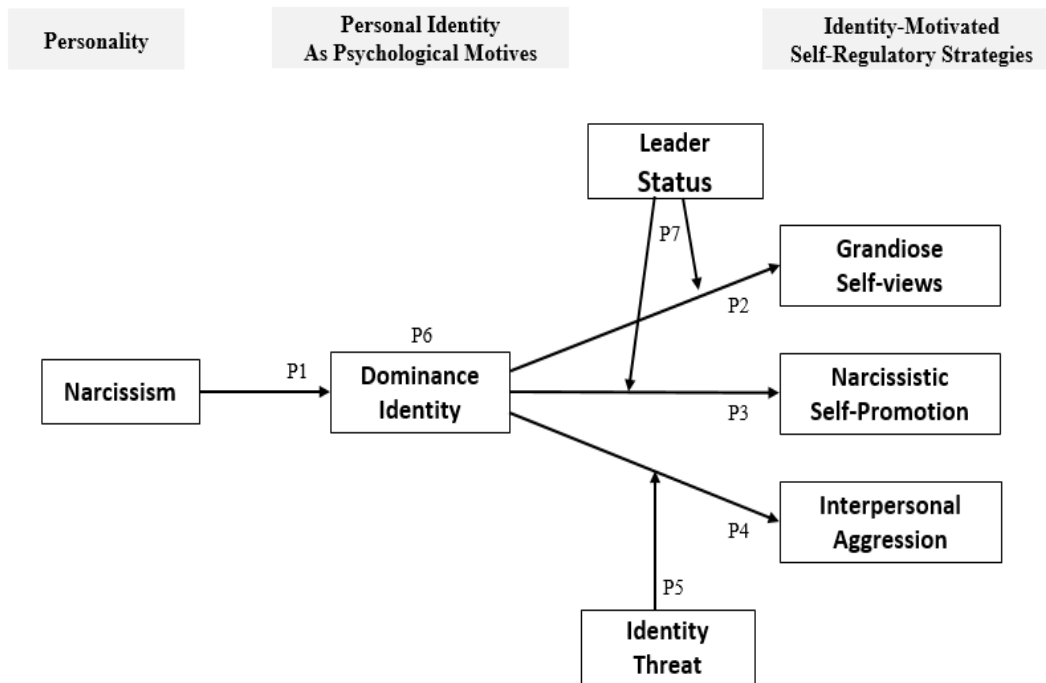 Personality
Personal Identity
As Psychological Motives
Identity-Motivated
Self-Regulatory Strategies
Leader
Status
P7
Grandiose
Self-views
P2
P6
Narcissism
P1
Dominance
Identity
Narcissistic
Self-Promotion
P3
Interpersonal
Aggression
P4
P5
Identity
Threat